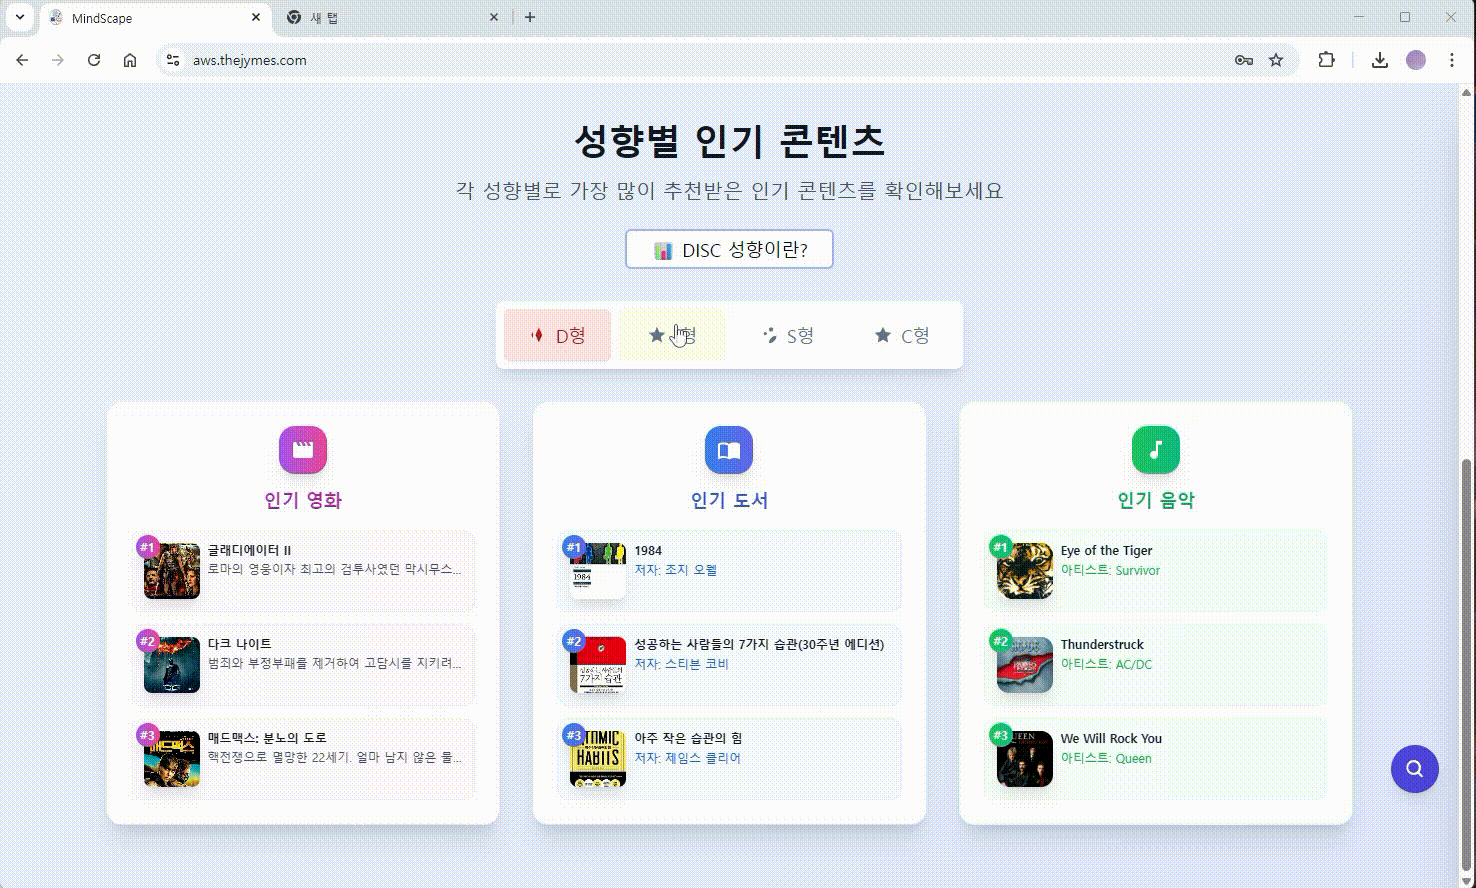 MindScape
새 탭
aws.thejymes.com
성향별 인기 콘텐츠
각 성향별로 가장 많이 추천받은 인기 콘텐츠를 확인해보세요
DISC 성향이란?
D형
형
S형
C형
인기 영화
#1
글래디에이터 II
로마의 영웅이자 최고의 검투사였던 막시무스...
#2
다크 나이트
범죄와 부정부패를 제거하여 고담시를 지키려...
#3
매드맥스: 분노의 도로
핵전쟁으로 멸망한 22세기. 얼마 남지 않은 물...
인기 도서
#1
1984
1984
저자: 조지 오웰
#2
성공하는 사람들의 7가지 습관(30주년 에디션)
저자: 스티븐 코비
7가지 습관
#3
ATOMIC
HABITS
아주 작은 습관의 힘
저자: 제임스 클리어
인기 음악
#1
Eye of the Tiger
아티스트: Survivor
#2
Thunderstruck
아티스트: AC/DC
#3
QUEEN
We Will Rock You
아티스트: Queen